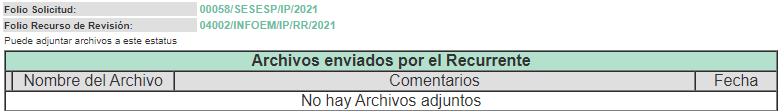 Folio Solicitud: 00058/SESESP/IP/2021
Folio Recurso de Revisión: 04002/INFOEM/IP/RR/2021
Puede adjuntar archivos a este estatus
Archivos enviados por el Recurrente
Nombre del Archivo Comentarios Fecha
No hay Archivos adjuntos